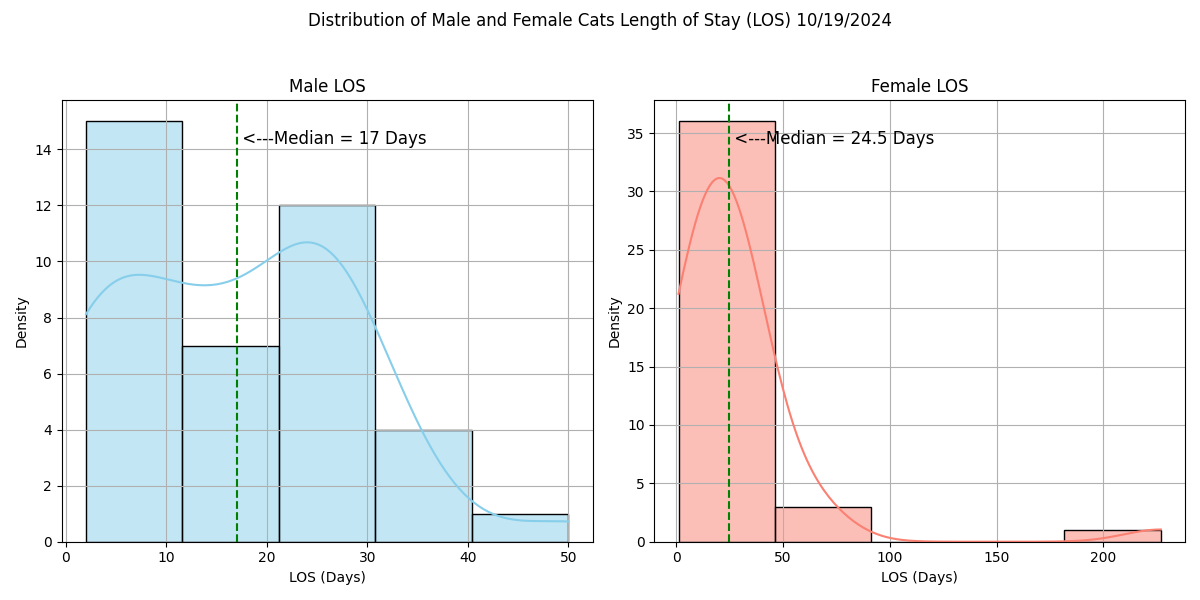 Distribution of Male and Female Cats Length of Stay (LOS) 10/19/2024
Male LOS
<---Median = 17 Days
Density
14
12
10
8
6
4
2
0
0 10 20 30 40 50
LOS (Days)
Female LOS
<---Median = 24.5 Days
Density
35
30
25
20
15
10
5
0
0 50 100 150 200
LOS (Days)